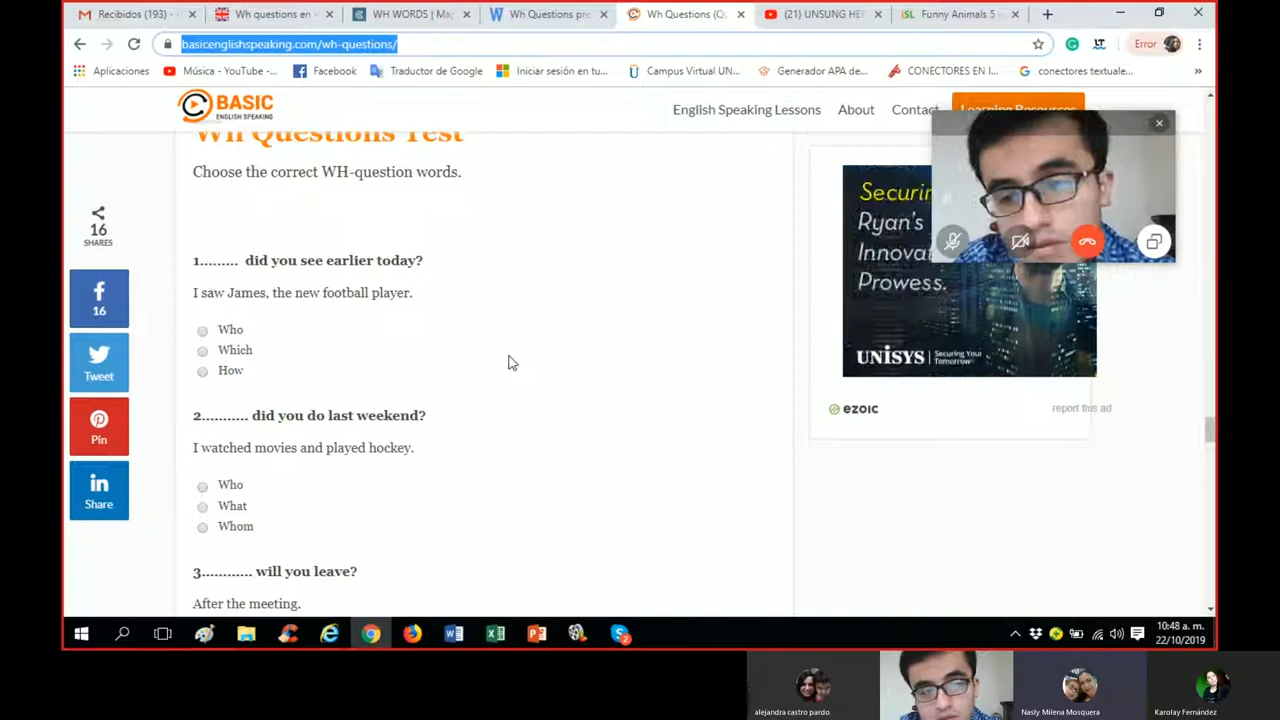 Recibidos (193) -
Wh questions en
WH WORDS | Ma
Wh Questions pre
Wh Questions (Qu
(21) UNSUNG HE
Funny Animals 5
basicenglishspeaking.com/wh-questions/
Error
Aplicaciones
Música - YouTube -...
Facebook
Traductor de Google
Iniciar sesión en tu...
Campus Virtual UN...
Generador APA de...
CONECTORES EN I...
conectores textuale...
BASIC
ENGLISH SPEAKING
English Speaking Lessons
About
Contact
Learning Resources
Wh Questions Test
Choose the correct WH-question words.
16
SHARES
16
Tweet
Pin
Share
1......... did you see earlier today?
I saw James, the new football player.
Who
Which
How
2........... did you do last weekend?
I watched movies and played hockey.
Who
What
Whom
3............ will you leave?
After the meeting.
Securin
Ryan's
Innova
Prowess.
UNISYS | Securing Your
Tomorrow
ezoic
report this ad
10:48 a. m.
22/10/2019
2
alejandra castro pardo
Nasly Milena Mosquera
Karolay Fernández